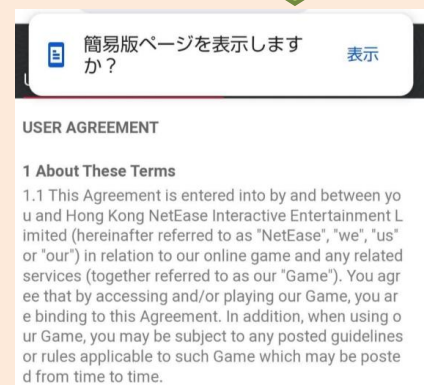 簡易版ページを表示します
か？
表示
USER AGREEMENT
1 About These Terms
1.1 This Agreement is entered into by and between yo
u and Hong Kong NetEase Interactive Entertainment L
imited (hereinafter referred to as "NetEase", "we", "us"
or "our") in relation to our online game and any related
services (together referred to as our "Game"). You agr
ee that by accessing and/or playing our Game, you ar
e binding to this Agreement. In addition, when using o
ur Game, you may be subject to any posted guidelines
or rules applicable to such Game which may be poste
d from time to time.